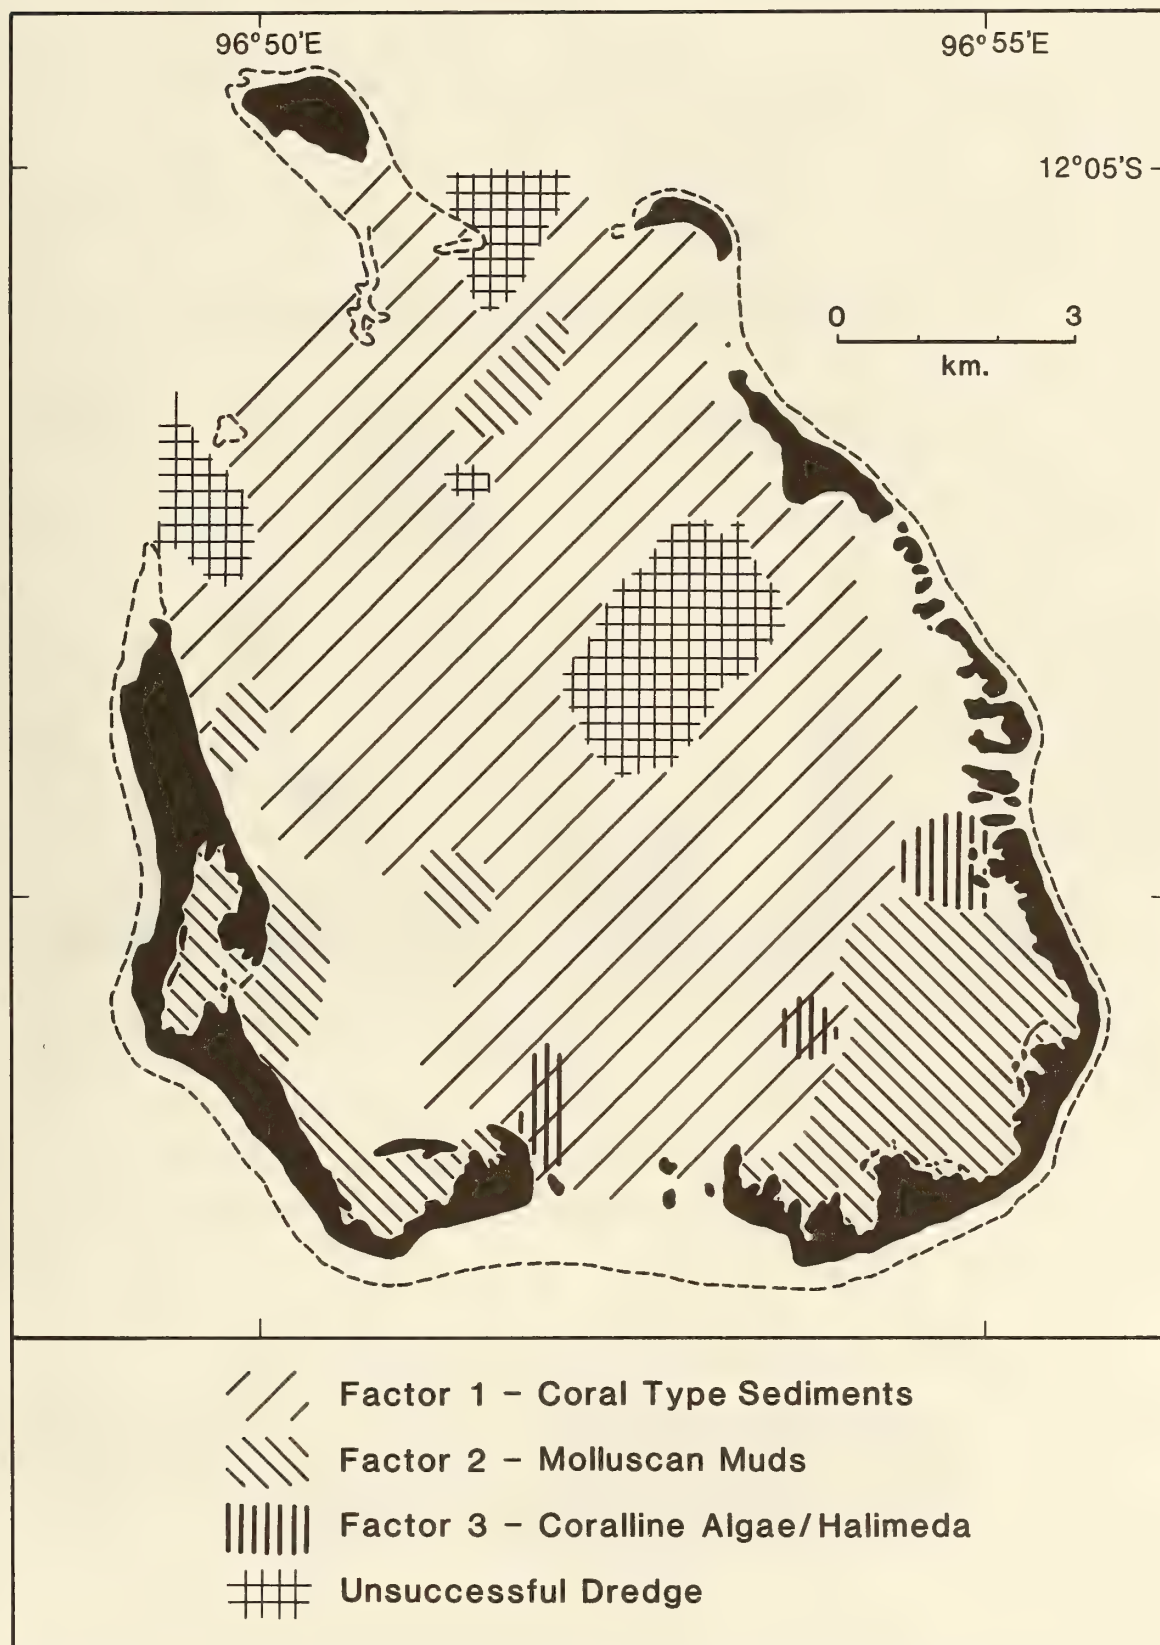 96°50'E
96°55'E
12°05'S
0 3
km.
Factor 1 – Coral Type Sediments
Factor 2 – Molluscan Muds
Factor 3 – Coralline Algae/Halimeda
Unsuccessful Dredge